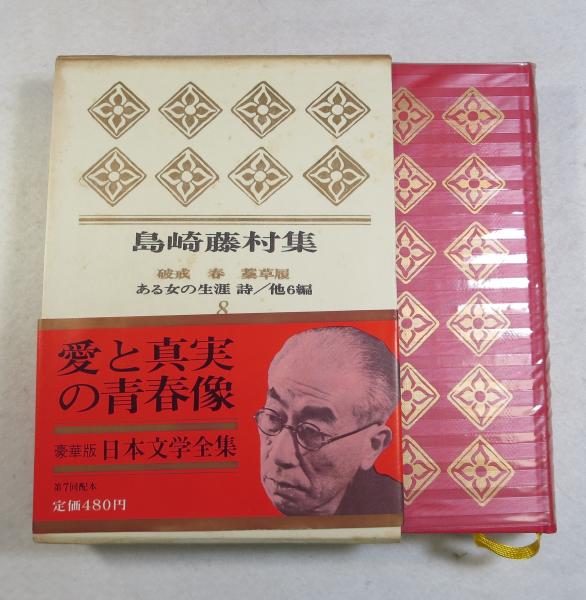 島崎藤村集
破戒 春 藁草履
ある女の生涯 詩／他6編
8
愛と真実
の青春像
豪華版 日本文学全集
第7回配本
定価480円